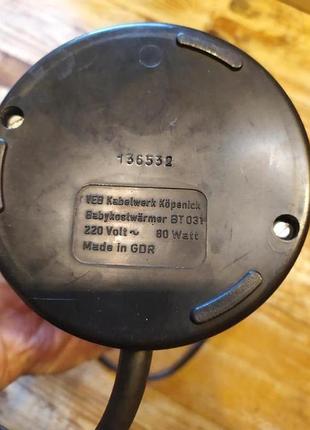 136532
VEB Kabelwerk Köpenick
Babykostwärmer BT 031
220 Volt ~ 80 Watt
Made in GDR